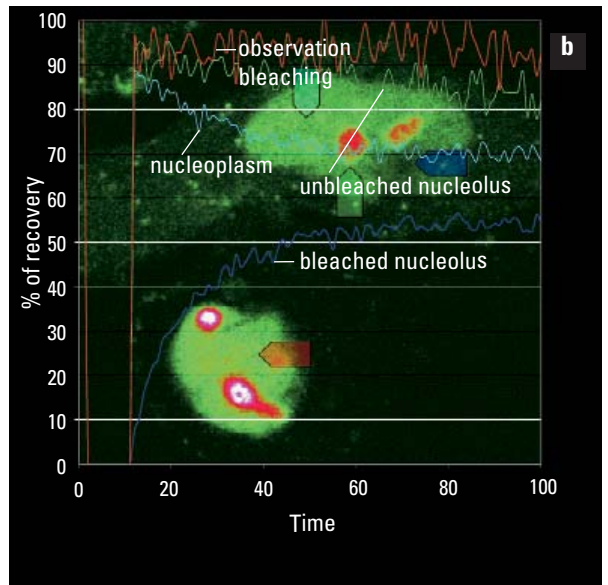 b
100
90
80
70
60
50
40
30
20
10
0
% of recovery
observation
bleaching
nucleoplasm
unbleached nucleolus
bleached nucleolus
0
20
40
60
80
100
Time